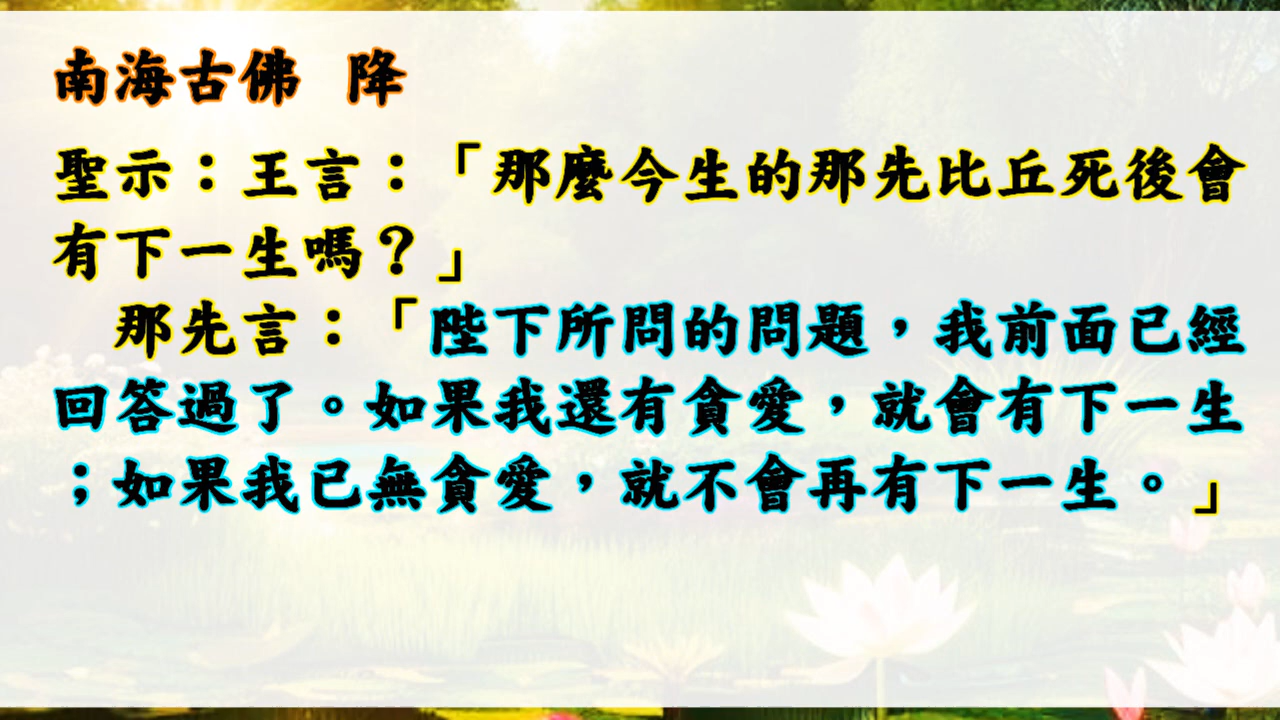 南海古佛 降
聖示：王言：「那麼今生的那先比丘死後會
有下一生嗎？」
那先言：「陛下所問的問題，我前面已經
回答過了。如果我還有貪愛，就會有下一生
；如果我已無貪愛，就不會再有下一生。」